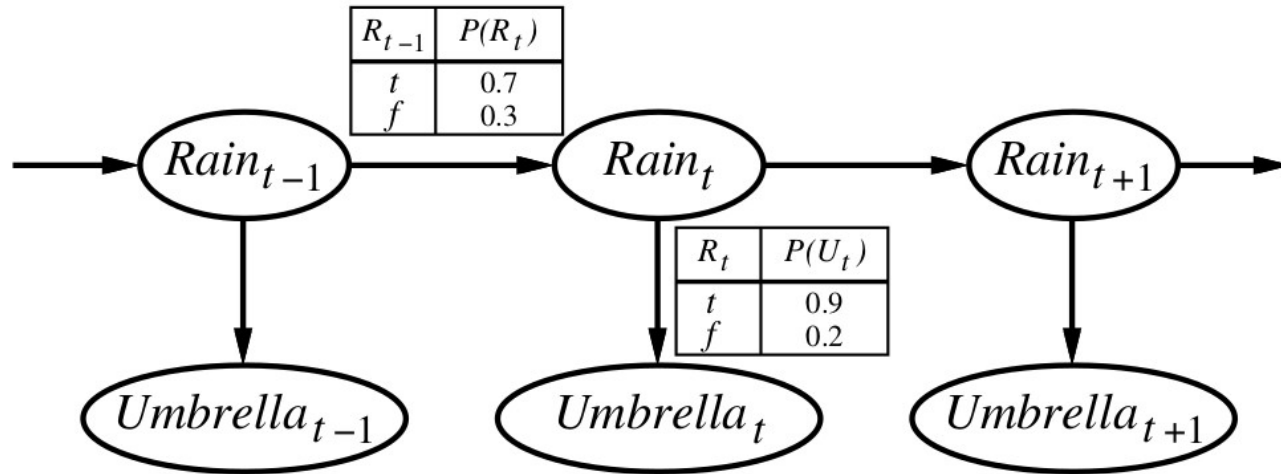 R_{t-1} P(R_t)
t 0.7
f 0.3
Rain_{t-1} Rain_t Rain_{t+1}
R_t P(U_t)
t 0.9
f 0.2
Umbrella_{t-1} Umbrella_t Umbrella_{t+1}